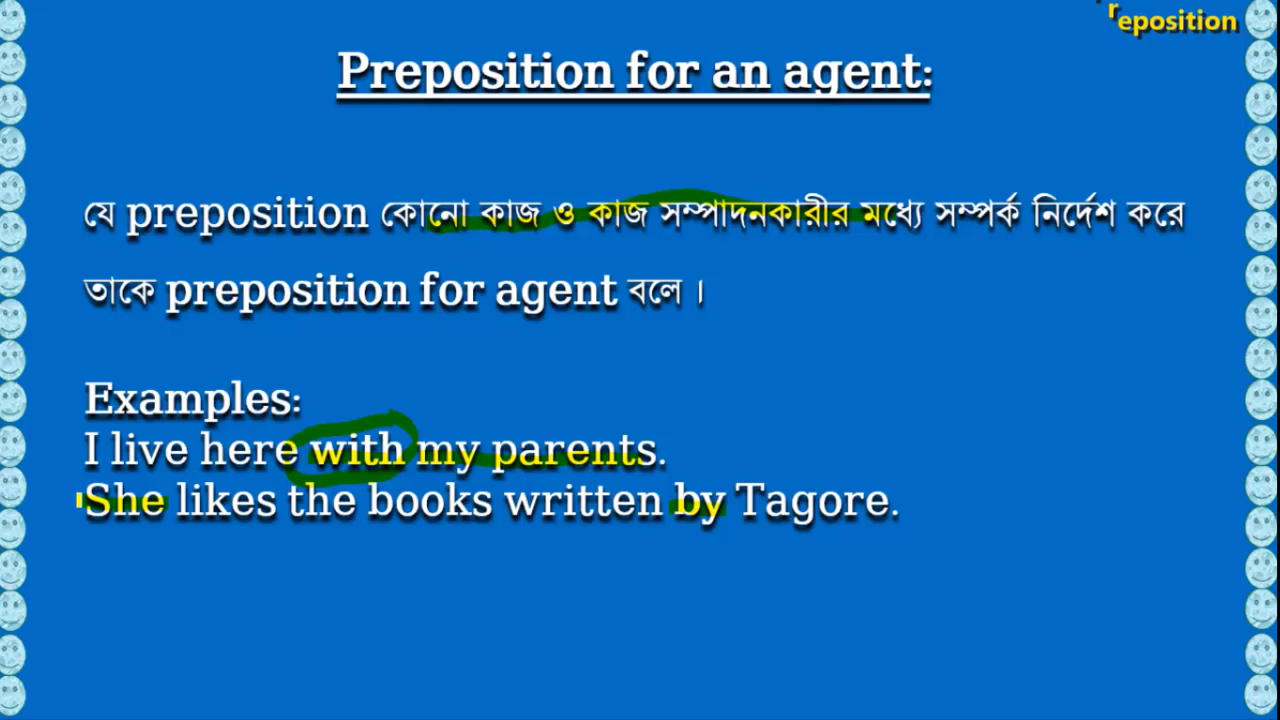 reposition
Preposition for an agent:
যে preposition কোনো কাজ ও কাজ সম্পাদনকারীর মধ্যে সম্পর্ক নির্দেশ করে
তাকে preposition for agent বলে ।
Examples:
I live here with my parents.
She likes the books written by Tagore.